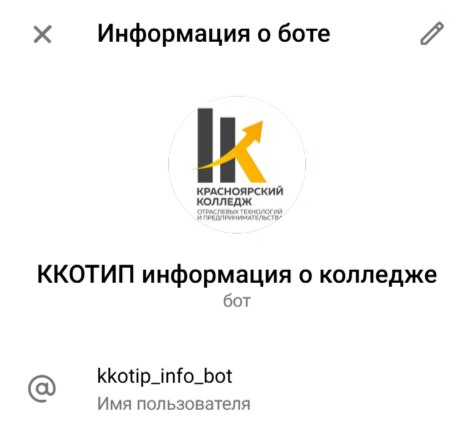 Информация о боте
КРАСНОЯРСКИЙ
КОЛЛЕДЖ
ОТРАСЛЕВЫХ ТЕХНОЛОГИЙ
И ПРЕДПРИНИМАТЕЛЬСТВА
ККОТИП информация о колледже
бот
kkotip_info_bot
Имя пользователя